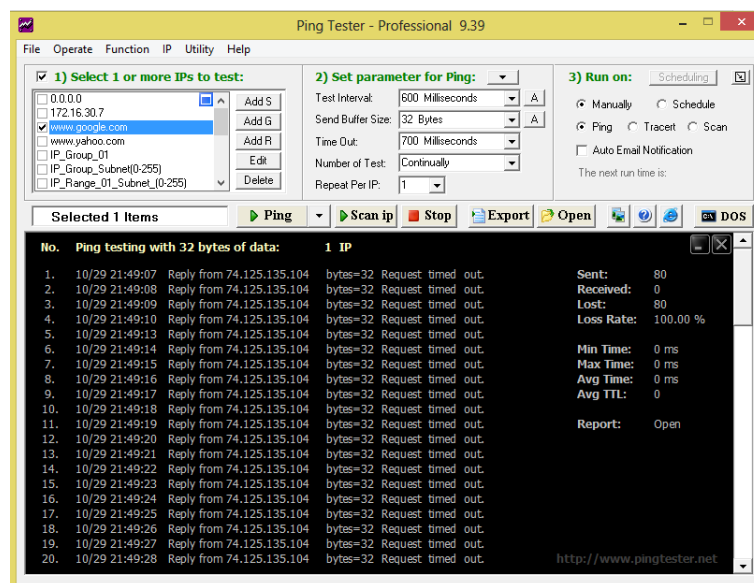 Ping Tester - Professional 9.39
File Operate Function IP Utility Help
1) Select 1 or more IPs to test:
0.0.0.0
172.16.30.7
www.google.com
www.yahoo.com
IP_Group_01
IP_Group_Subnet(0-255)
IP_Range_01_Subnet_(0-255)
Add S
Add G
Add R
Edit
Delete
2) Set parameter for Ping:
Test Interval: 600 Milliseconds A
Send Buffer Size: 32 Bytes A
Time Out: 700 Milliseconds
Number of Test: Continually
Repeat Per IP: 1
3) Run on: Scheduling
Manually Schedule
Ping Tracert Scan
Auto Email Notification
The next run time is:
Selected 1 Items Ping Scan ip Stop Export Open DOS
No. Ping testing with 32 bytes of data: 1 IP
1. 10/29 21:49:07 Reply from 74.125.135.104 bytes=32 Request timed out.
2. 10/29 21:49:08 Reply from 74.125.135.104 bytes=32 Request timed out.
3. 10/29 21:49:09 Reply from 74.125.135.104 bytes=32 Request timed out.
4. 10/29 21:49:10 Reply from 74.125.135.104 bytes=32 Request timed out.
5. 10/29 21:49:13 Reply from 74.125.135.104 bytes=32 Request timed out.
6. 10/29 21:49:14 Reply from 74.125.135.104 bytes=32 Request timed out.
7. 10/29 21:49:15 Reply from 74.125.135.104 bytes=32 Request timed out.
8. 10/29 21:49:16 Reply from 74.125.135.104 bytes=32 Request timed out.
9. 10/29 21:49:17 Reply from 74.125.135.104 bytes=32 Request timed out.
10. 10/29 21:49:18 Reply from 74.125.135.104 bytes=32 Request timed out.
11. 10/29 21:49:19 Reply from 74.125.135.104 bytes=32 Request timed out.
12. 10/29 21:49:20 Reply from 74.125.135.104 bytes=32 Request timed out.
13. 10/29 21:49:21 Reply from 74.125.135.104 bytes=32 Request timed out.
14. 10/29 21:49:22 Reply from 74.125.135.104 bytes=32 Request timed out.
15. 10/29 21:49:23 Reply from 74.125.135.104 bytes=32 Request timed out.
16. 10/29 21:49:24 Reply from 74.125.135.104 bytes=32 Request timed out.
17. 10/29 21:49:25 Reply from 74.125.135.104 bytes=32 Request timed out.
18. 10/29 21:49:26 Reply from 74.125.135.104 bytes=32 Request timed out.
19. 10/29 21:49:27 Reply from 74.125.135.104 bytes=32 Request timed out.
20. 10/29 21:49:28 Reply from 74.125.135.104 bytes=32 Request timed out.
Sent: 80
Received: 0
Lost: 80
Loss Rate: 100.00 %
Min Time: 0 ms
Max Time: 0 ms
Avg Time: 0 ms
Avg TTL: 0
Report: Open
http://www.pingtester.net